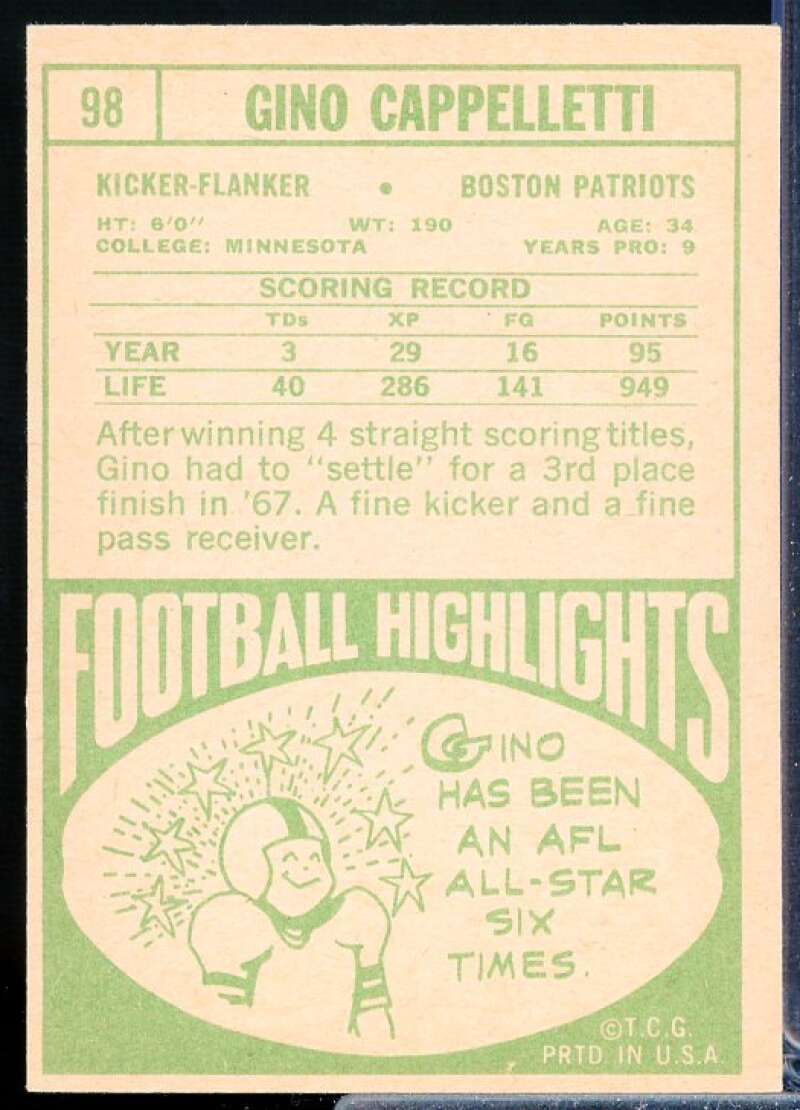 98 GINO CAPPELLETTI
KICKER-FLANKER • BOSTON PATRIOTS
HT: 6'0" WT: 190 AGE: 34
COLLEGE: MINNESOTA YEARS PRO: 9
SCORING RECORD
TDs XP FG POINTS
YEAR 3 29 16 95
LIFE 40 286 141 949
After winning 4 straight scoring titles,
Gino had to "settle" for a 3rd place
finish in '67. A fine kicker and a fine
pass receiver.
FOOTBALL HIGHLIGHTS
GINO
HAS BEEN
AN AFL
ALL-STAR
SIX
TIMES.
©T.C.G.
PRTD IN U.S.A.